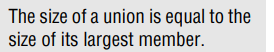 The size of a union is equal to the
size of its largest member.